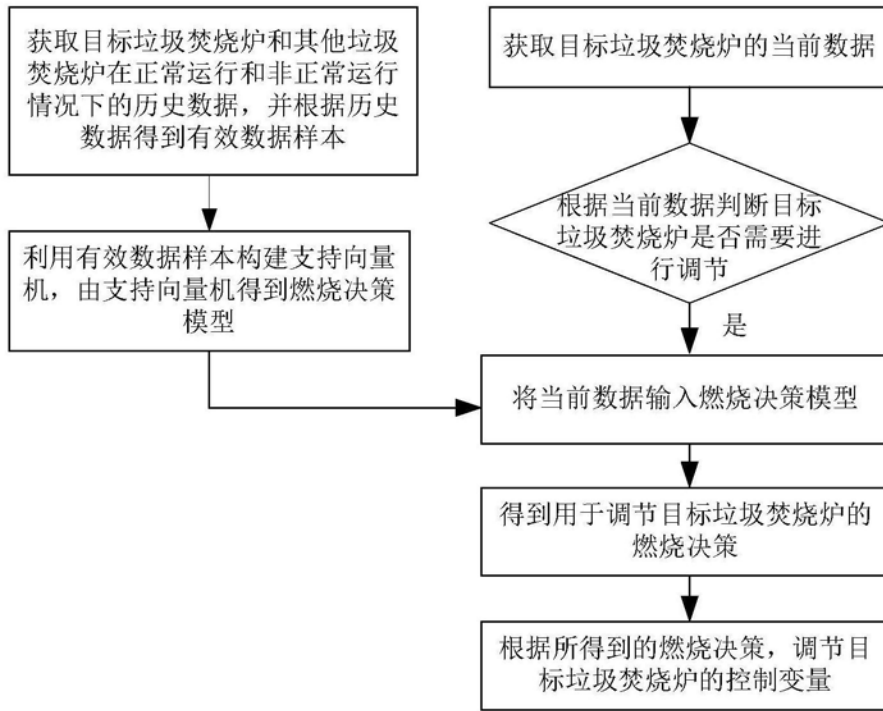 获取目标垃圾焚烧炉和其他垃圾
焚烧炉在正常运行和非正常运行
情况下的历史数据，并根据历史
数据得到有效数据样本
利用有效数据样本构建支持向量
机，由支持向量机得到燃烧决策
模型
获取目标垃圾焚烧炉的当前数据
根据当前数据判断目标
垃圾焚烧炉是否需要进
行调节
是
将当前数据输入燃烧决策模型
得到用于调节目标垃圾焚烧炉的
燃烧决策
根据所得到的燃烧决策，调节目
标垃圾焚烧炉的控制变量